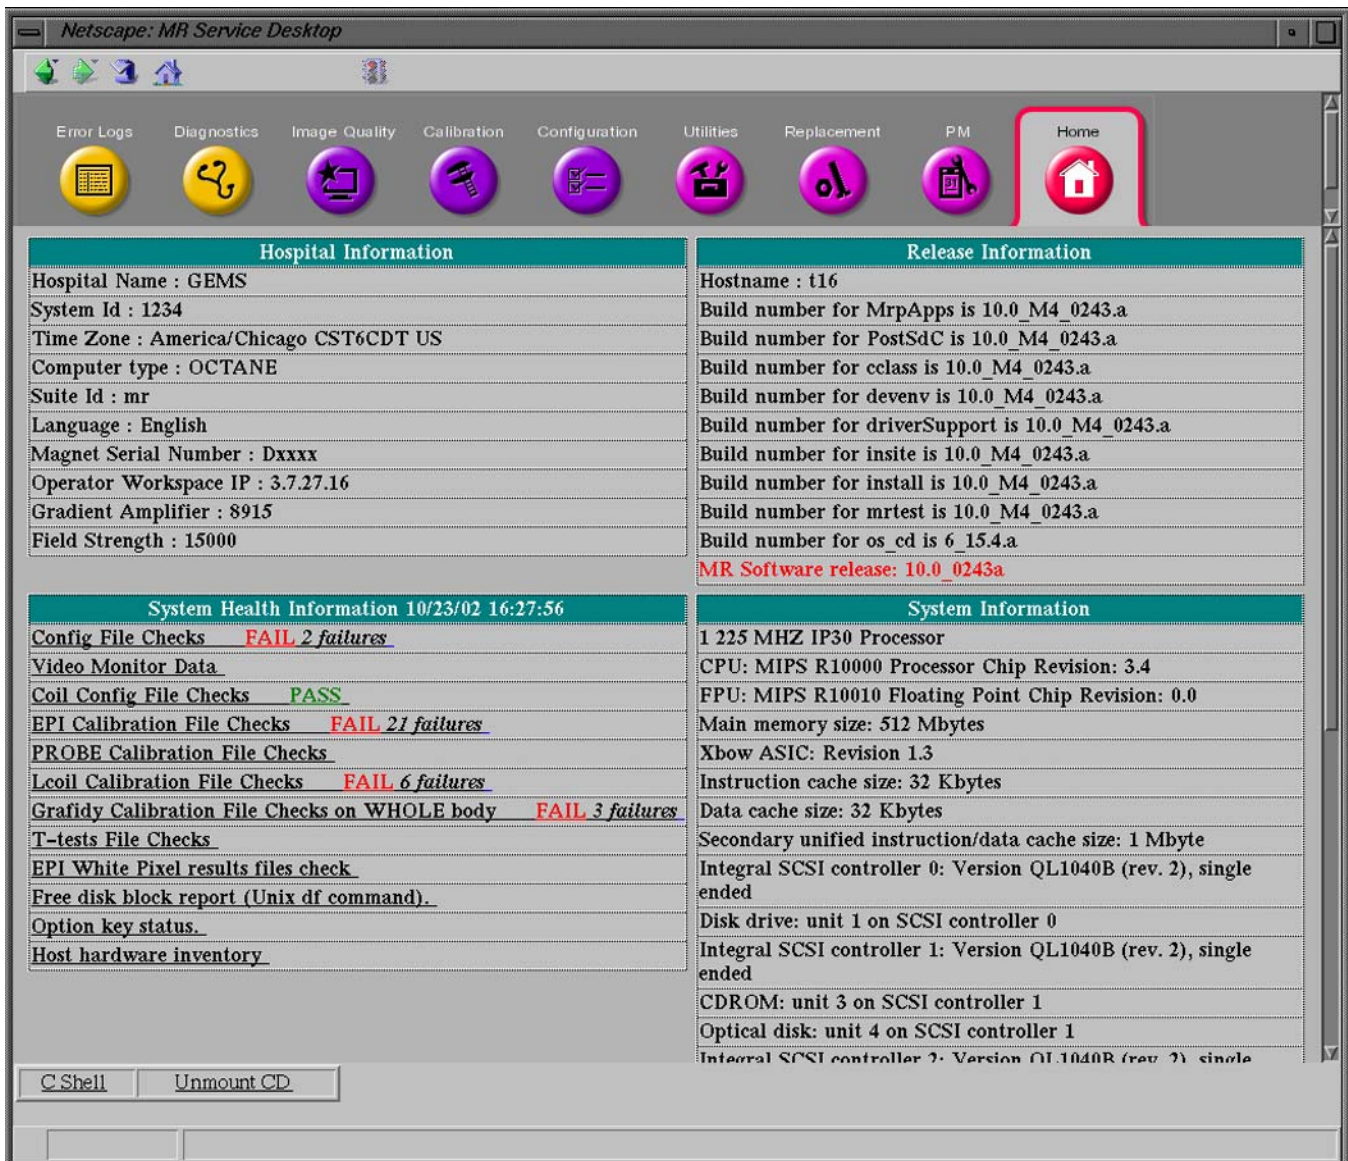 Netscape: MR Service Desktop
Error Logs Diagnostics Image Quality Calibration Configuration Utilities Replacement PM Home
Hospital Information
Hospital Name : GEMS
System Id : 1234
Time Zone : America/Chicago CST6CDT US
Computer type : OCTANE
Suite Id : mr
Language : English
Magnet Serial Number : Dxxxx
Operator Workspace IP : 3.7.27.16
Gradient Amplifier : 8915
Field Strength : 15000
Release Information
Hostname : t16
Build number for MrpApps is 10.0_M4_0243.a
Build number for PostSdC is 10.0_M4_0243.a
Build number for cclass is 10.0_M4_0243.a
Build number for devenv is 10.0_M4_0243.a
Build number for driverSupport is 10.0_M4_0243.a
Build number for insite is 10.0_M4_0243.a
Build number for install is 10.0_M4_0243.a
Build number for mrtest is 10.0_M4_0243.a
Build number for os_cd is 6_15.4.a
MR Software release: 10.0_0243a
System Health Information 10/23/02 16:27:56
Config File Checks FAIL 2 failures
Video Monitor Data
Coil Config File Checks PASS
EPI Calibration File Checks FAIL 21 failures
PROBE Calibration File Checks
Lcoil Calibration File Checks FAIL 6 failures
Grafidy Calibration File Checks on WHOLE body FAIL 3 failures
T-tests File Checks
EPI White Pixel results files check
Free disk block report (Unix df command).
Option key status.
Host hardware inventory
System Information
1 225 MHZ IP30 Processor
CPU: MIPS R10000 Processor Chip Revision: 3.4
FPU: MIPS R10010 Floating Point Chip Revision: 0.0
Main memory size: 512 Mbytes
Xbow ASIC: Revision 1.3
Instruction cache size: 32 Kbytes
Data cache size: 32 Kbytes
Secondary unified instruction/data cache size: 1 Mbyte
Integral SCSI controller 0: Version QL1040B (rev. 2), single
ended
Disk drive: unit 1 on SCSI controller 0
Integral SCSI controller 1: Version QL1040B (rev. 2), single
ended
CDROM: unit 3 on SCSI controller 1
Optical disk: unit 4 on SCSI controller 1
Integral SCSI controller 2: Version QL1040B (rev. 2), single
C Shell Unmount CD